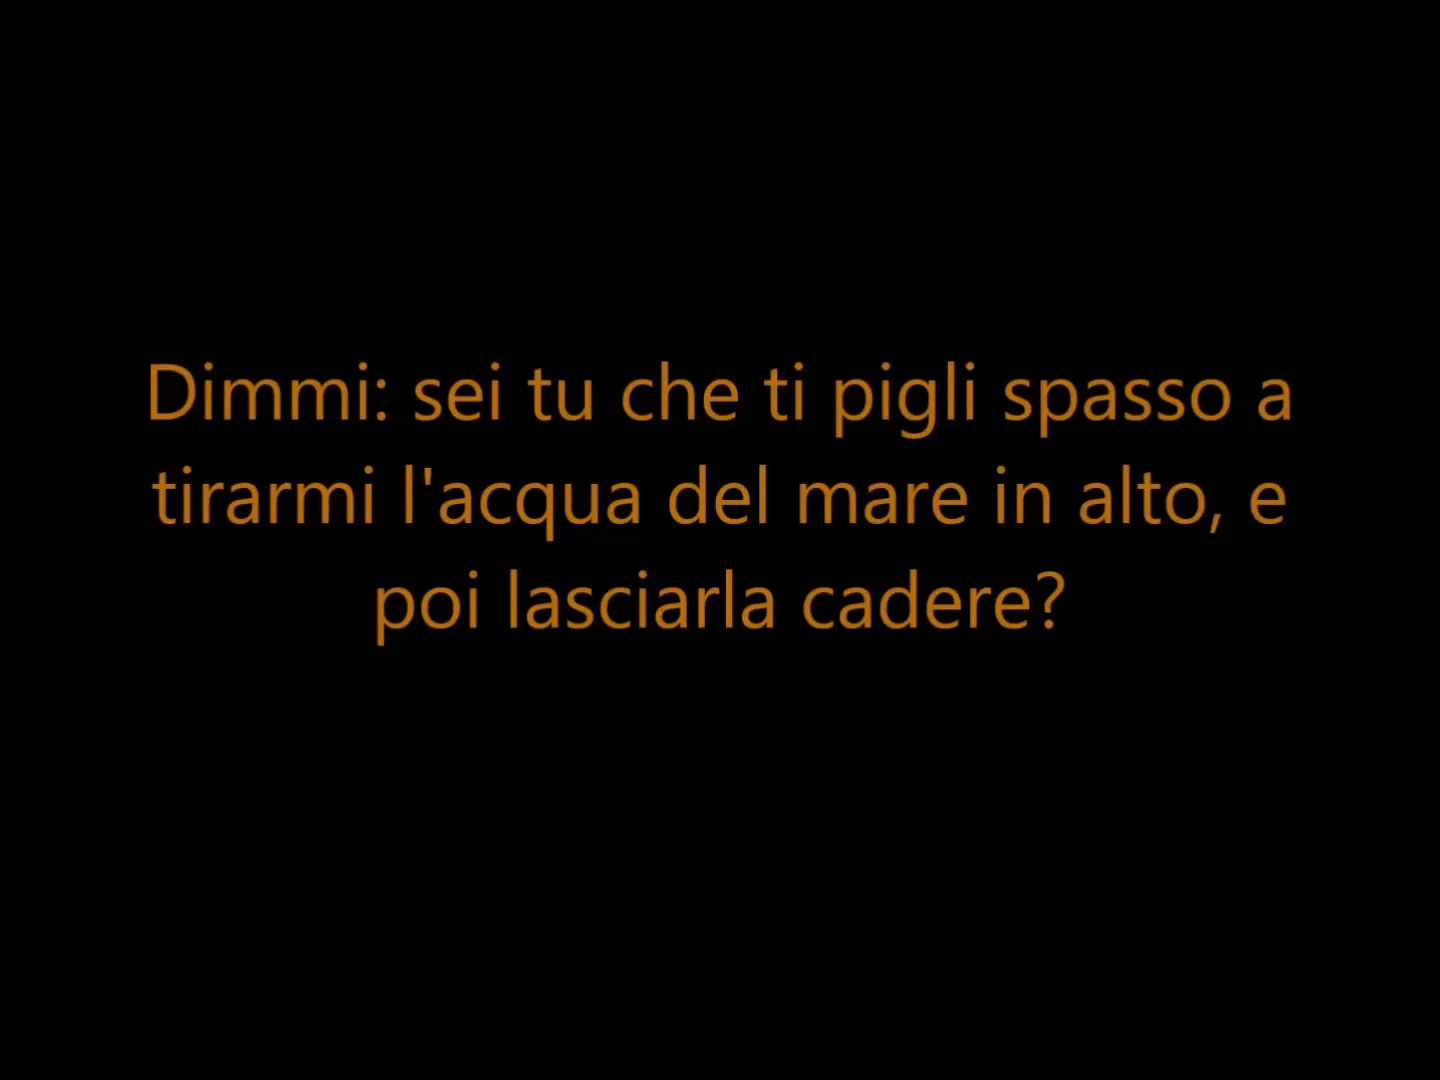 Dimmi: sei tu che ti pigli spasso a
tirarmi l'acqua del mare in alto, e
poi lasciarla cadere?